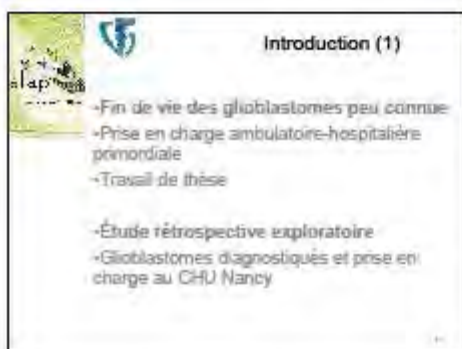 Introduction (1)
-Fin de vie des glioblastomes peu connue
-Prise en charge ambulatoire-hospitalière
primordiale
-Travail de thèse
-Étude rétrospective exploratoire
-Glioblastomes diagnostiqués et prise en
charge au CHU Nancy